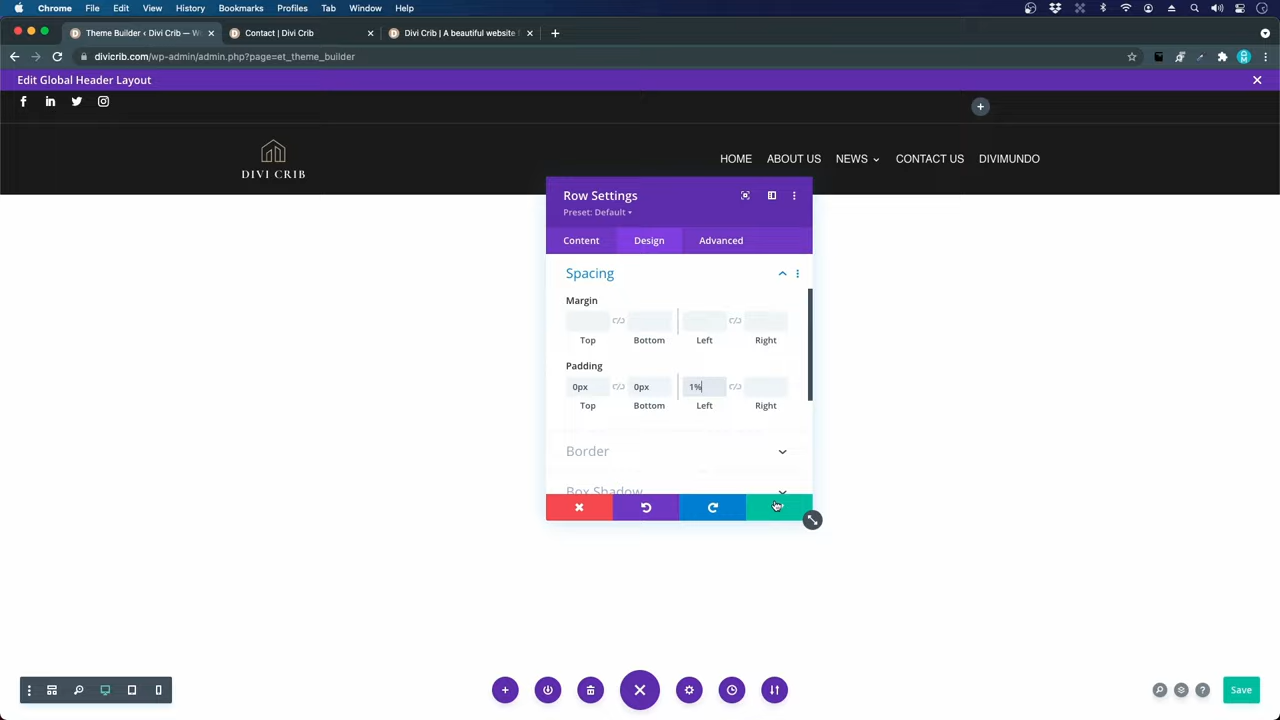 Chrome File Edit View History Bookmarks Profiles Tab Window Help
Theme Builder ‹ Divi Crib — W
Contact | Divi Crib
Divi Crib | A beautiful website
divicrib.com/wp-admin/admin.php?page=et_theme_builder
Edit Global Header Layout
DIVI CRIB
HOME ABOUT US NEWS CONTACT US DIVIMUNDO
Row Settings
Preset: Default
Content Design Advanced
Spacing
Margin
Top Bottom Left Right
Padding
0px 0px 1%
Top Bottom Left Right
Border
Box Shadow
Save